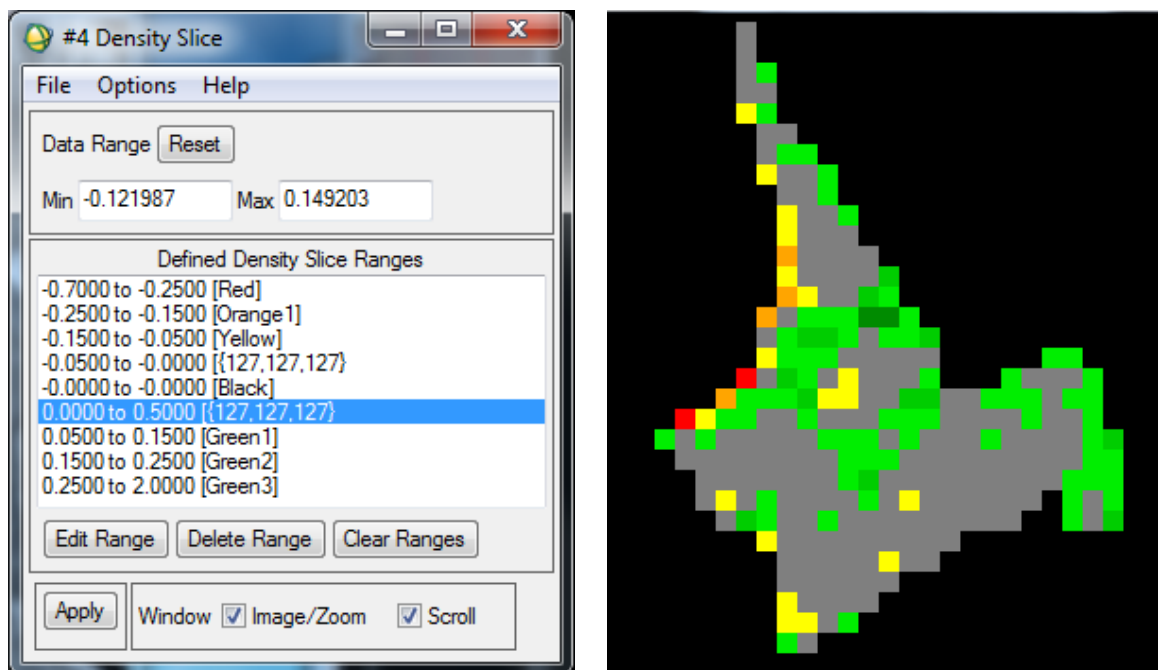 #4 Density Slice
File Options Help
Data Range Reset
Min -0.121987 Max 0.149203
Defined Density Slice Ranges
-0.7000 to -0.2500 [Red]
-0.2500 to -0.1500 [Orange1]
-0.1500 to -0.0500 [Yellow]
-0.0500 to -0.0000 [{127,127,127}
-0.0000 to -0.0000 [Black]
0.0000 to 0.5000 [{127,127,127}
0.0500 to 0.1500 [Green1]
0.1500 to 0.2500 [Green2]
0.2500 to 2.0000 [Green3]
Edit Range Delete Range Clear Ranges
Apply Window Image/Zoom Scroll